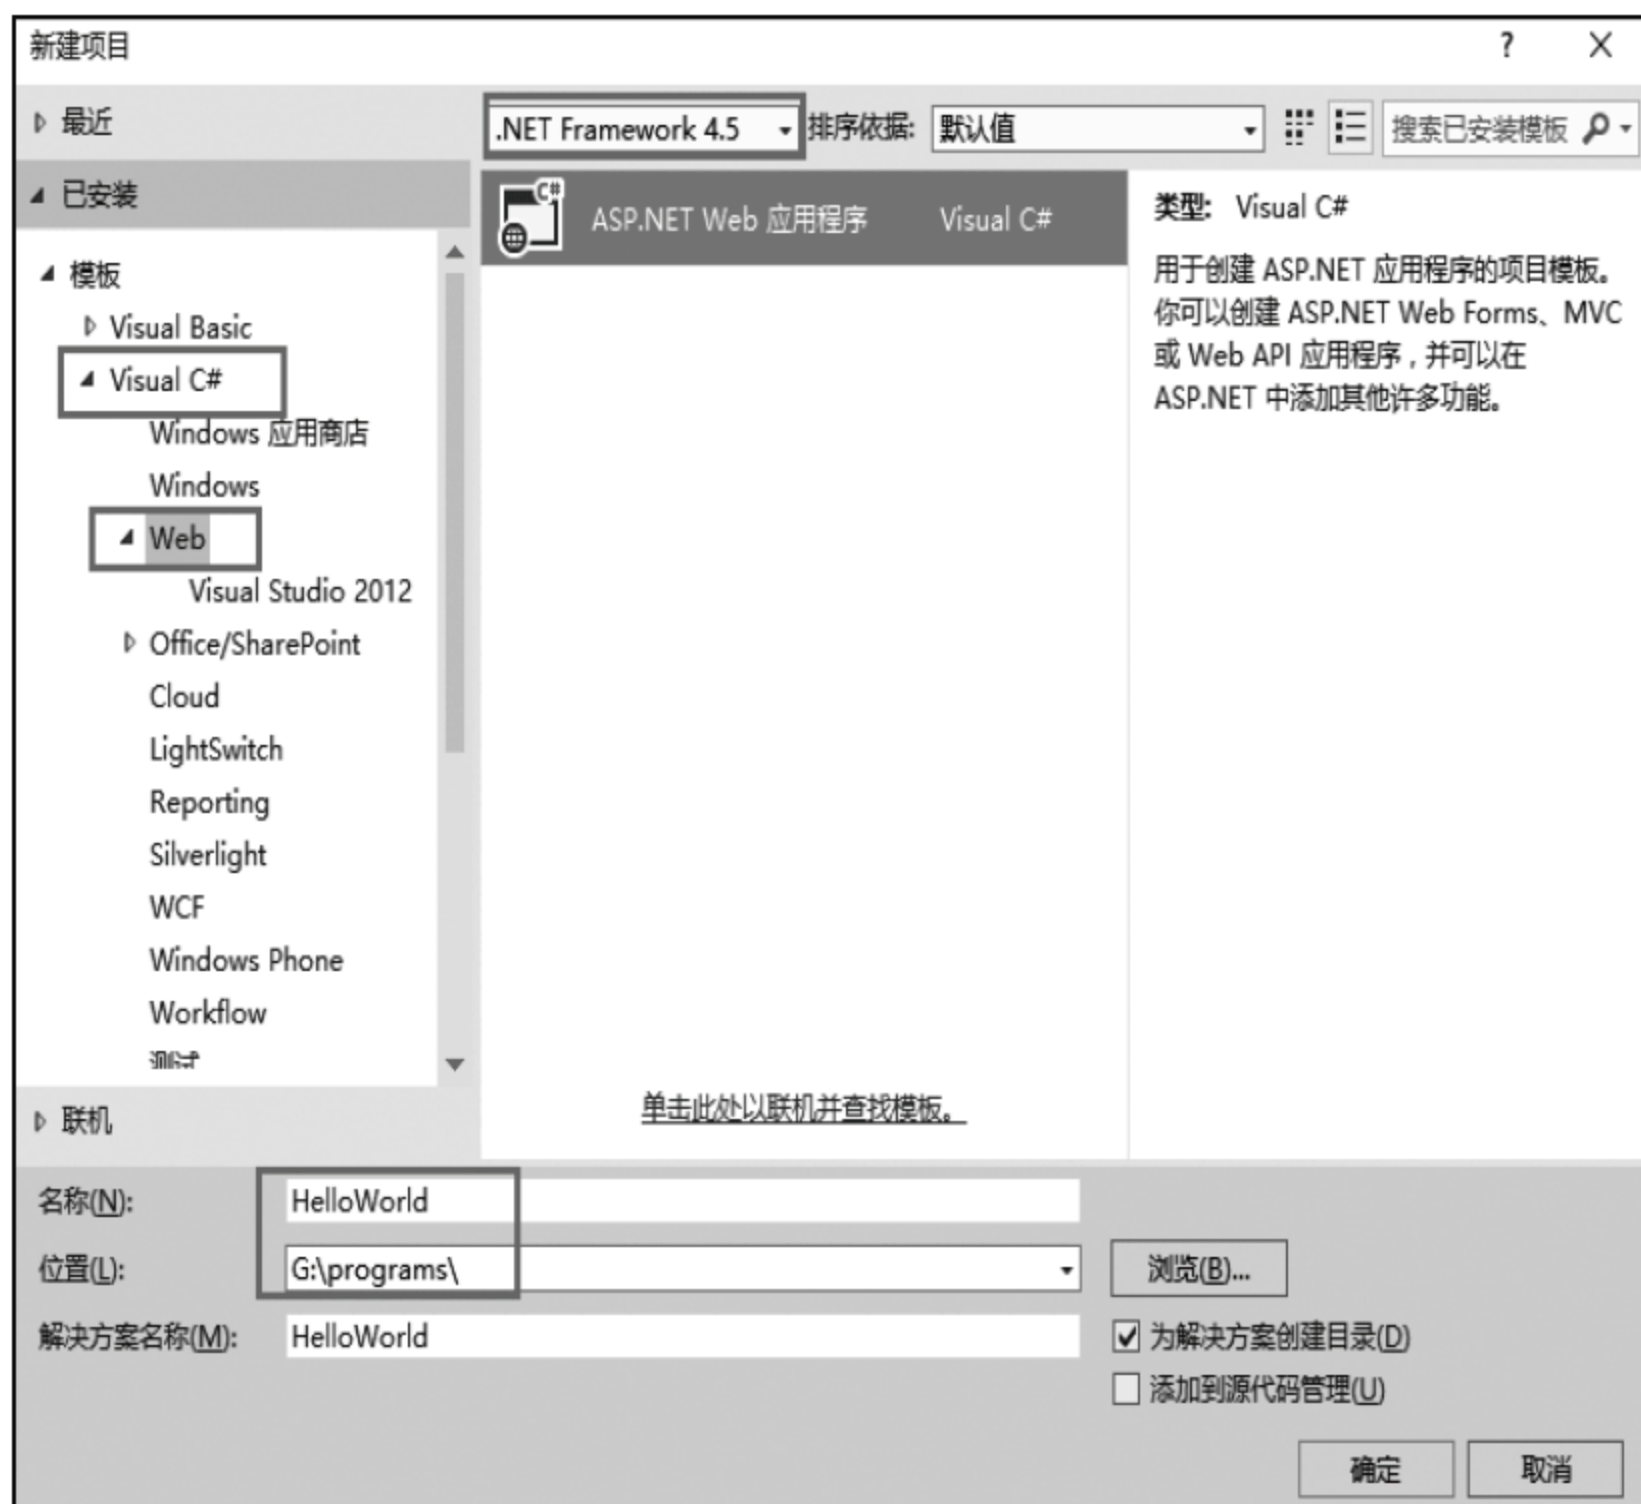 新建项目
?
最近
.NET Framework 4.5
排序依据:
默认值
搜索已安装模板
已安装
模板
Visual Basic
Visual C#
Windows 应用商店
Windows
Web
Visual Studio 2012
Office/SharePoint
Cloud
LightSwitch
Reporting
Silverlight
WCF
Windows Phone
Workflow
测试
联机
C#
ASP.NET Web 应用程序
Visual C#
单击此处以联机并查找模板。
类型: Visual C#
用于创建 ASP.NET 应用程序的项目模板。
你可以创建 ASP.NET Web Forms、MVC
或 Web API 应用程序，并可以在
ASP.NET 中添加其他许多功能。
名称(N):
HelloWorld
位置(L):
G:\programs\
浏览(B)...
解决方案名称(M):
HelloWorld
为解决方案创建目录(D)
添加到源代码管理(U)
确定
取消